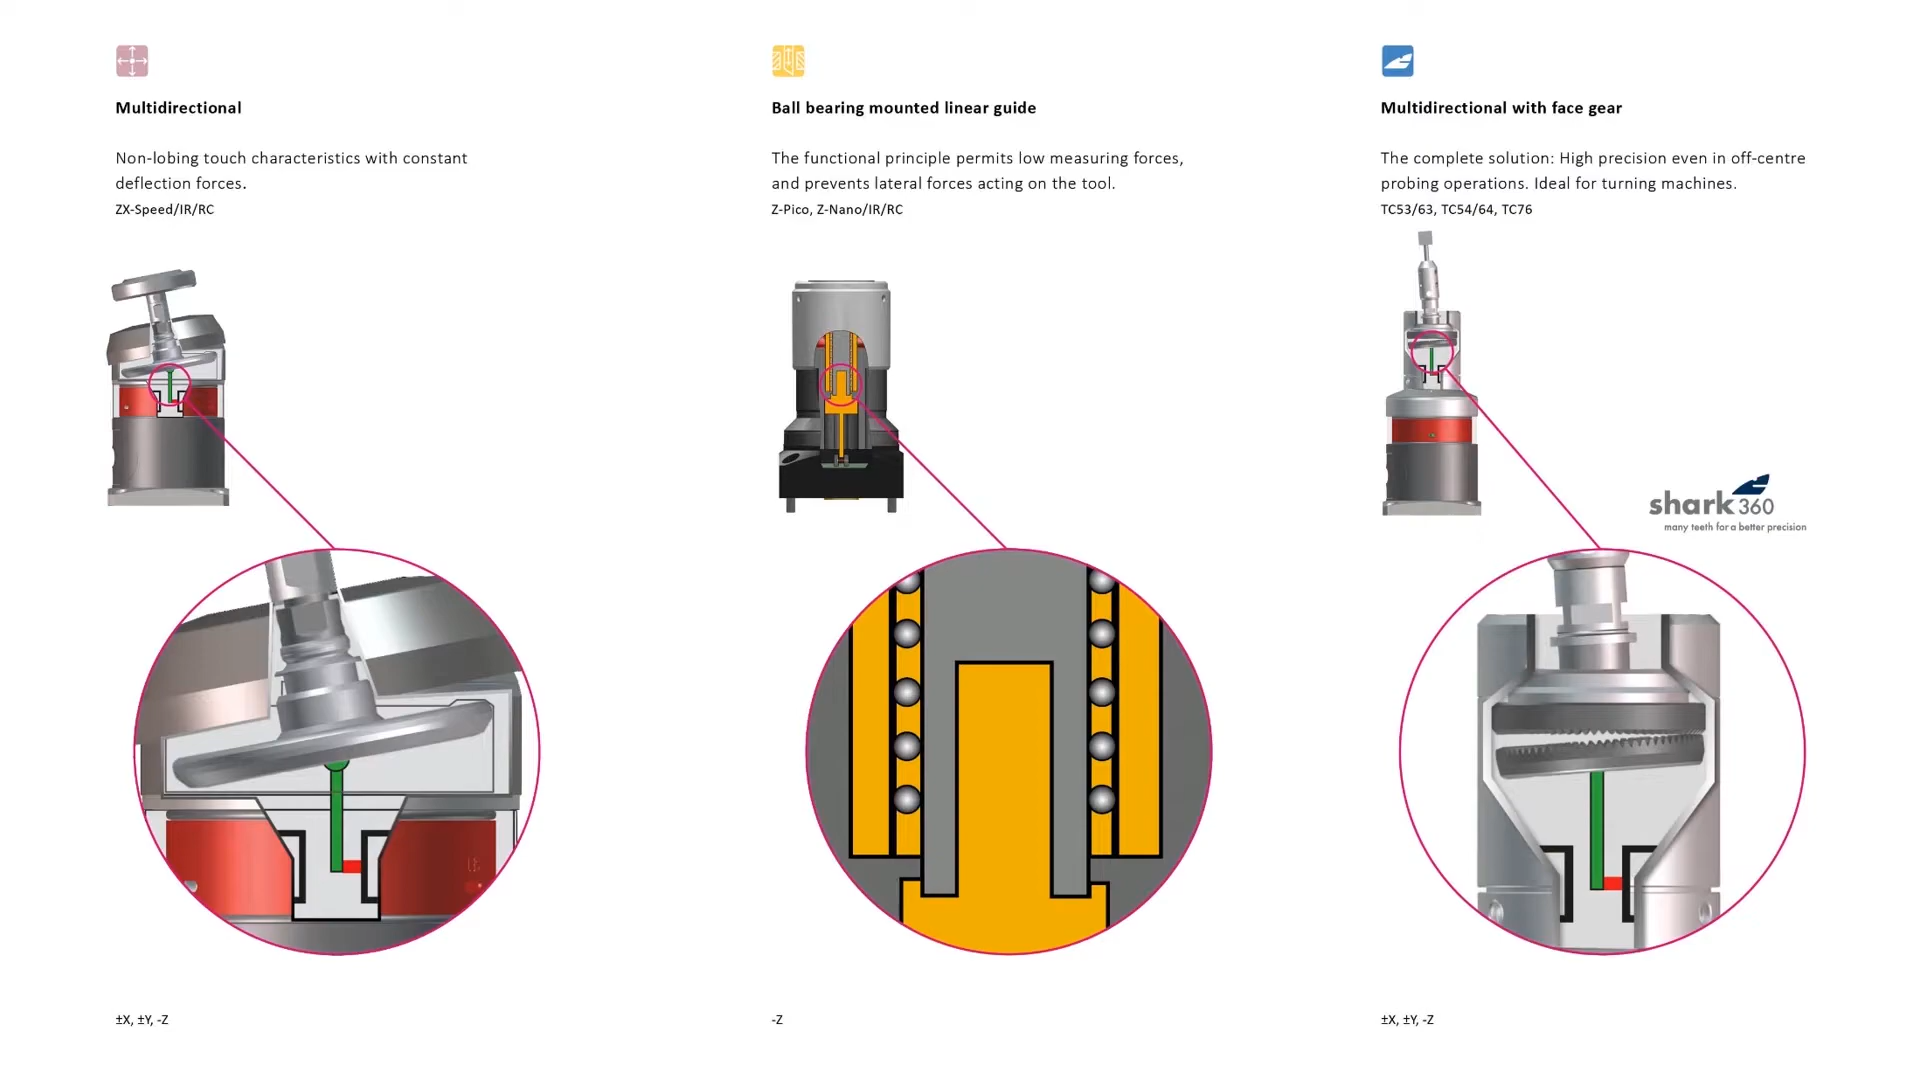 Multidirectional
Non-lobing touch characteristics with constant
deflection forces.
ZX-Speed/IR/RC
±X, ±Y, -Z
Ball bearing mounted linear guide
The functional principle permits low measuring forces,
and prevents lateral forces acting on the tool.
Z-Pico, Z-Nano/IR/RC
-Z
Multidirectional with face gear
The complete solution: High precision even in off-centre
probing operations. Ideal for turning machines.
TC53/63, TC54/64, TC76
shark360
many teeth for a better precision
±X, ±Y, -Z